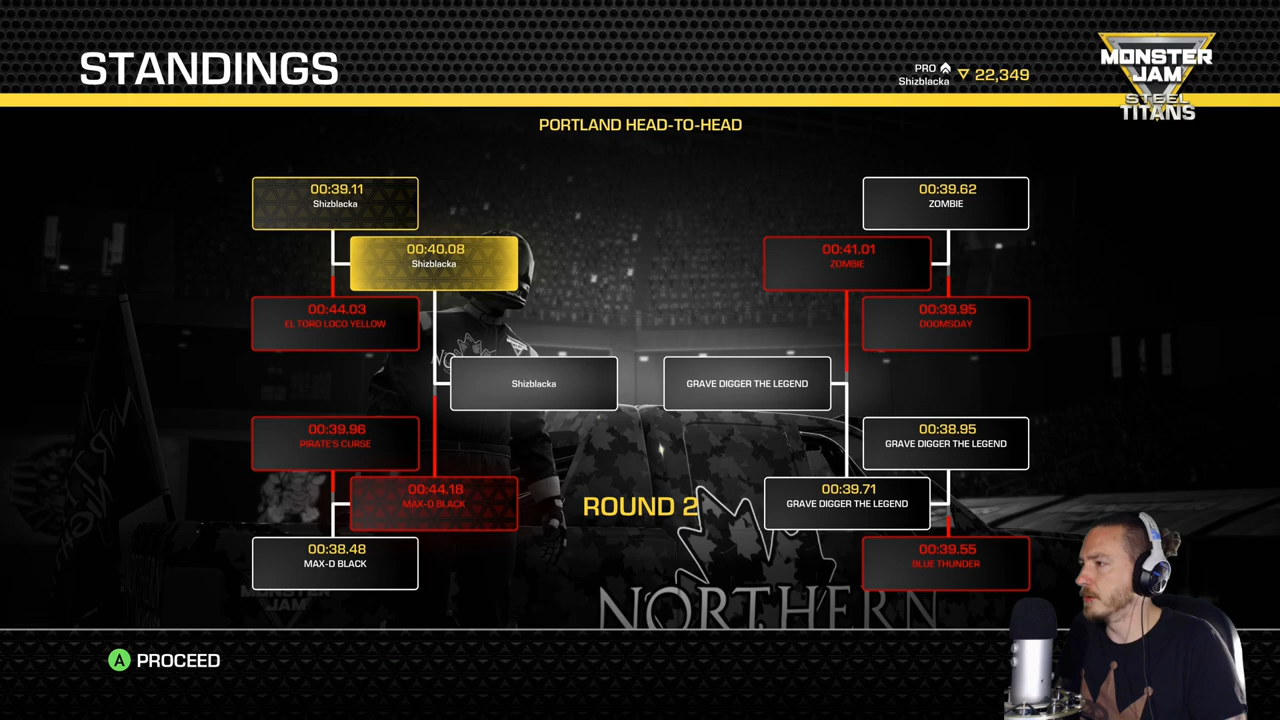 STANDINGS
PRO
Shizblacka
22,349
MONSTER
JAM
STEEL
TITANS
PORTLAND HEAD-TO-HEAD
00:39.11
Shizblacka
00:39.62
ZOMBIE
00:40.08
Shizblacka
00:41.01
ZOMBIE
00:44.03
EL TORO LOCO YELLOW
00:39.95
DOOMSDAY
Shizblacka
GRAVE DIGGER THE LEGEND
00:39.96
PIRATE'S CURSE
00:38.95
GRAVE DIGGER THE LEGEND
00:44.18
MAX-D BLACK
ROUND 2
00:39.71
GRAVE DIGGER THE LEGEND
00:38.48
MAX-D BLACK
00:39.55
BLUE THUNDER
MONSTER
JAM
NORTHERN
A PROCEED